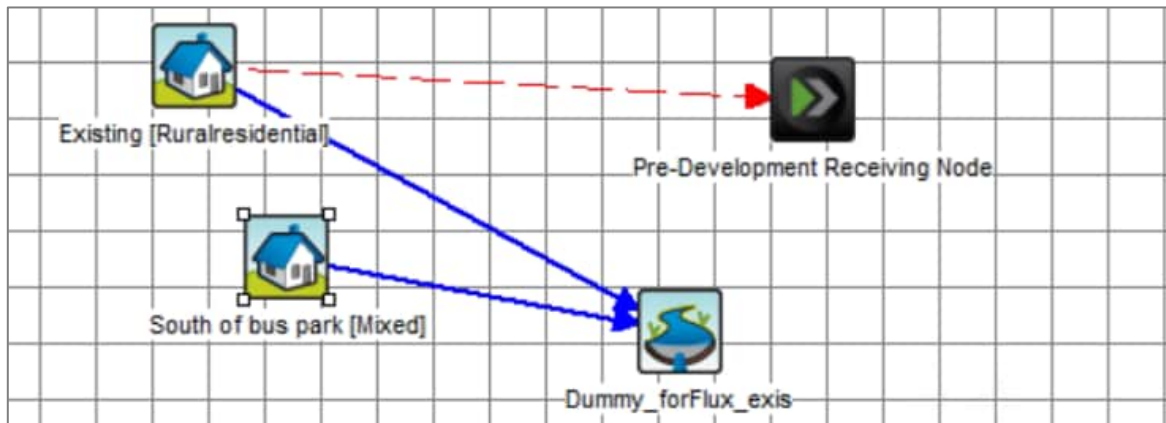 Existing [Ruralresidential]
Pre-Development Receiving Node
South of bus park [Mixed]
Dummy_forFlux_exis